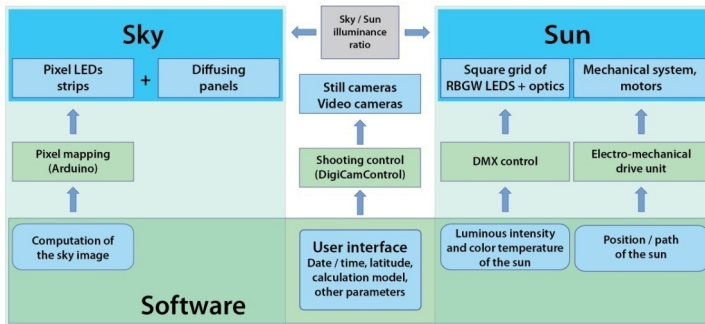 Sky
Pixel LEDs
strips
+
Diffusing
panels
Pixel mapping
(Arduino)
Computation of
the sky image
Sky / Sun
illuminance
ratio
Still cameras
Video cameras
Shooting control
(DigiCamControl)
User interface
Date / time, latitude,
calculation model,
other parameters
Sun
Square grid of
RBGW LEDS + optics
Mechanical system,
motors
DMX control
Electro-mechanical
drive unit
Luminous intensity
and color temperature
of the sun
Position / path
of the sun
Software